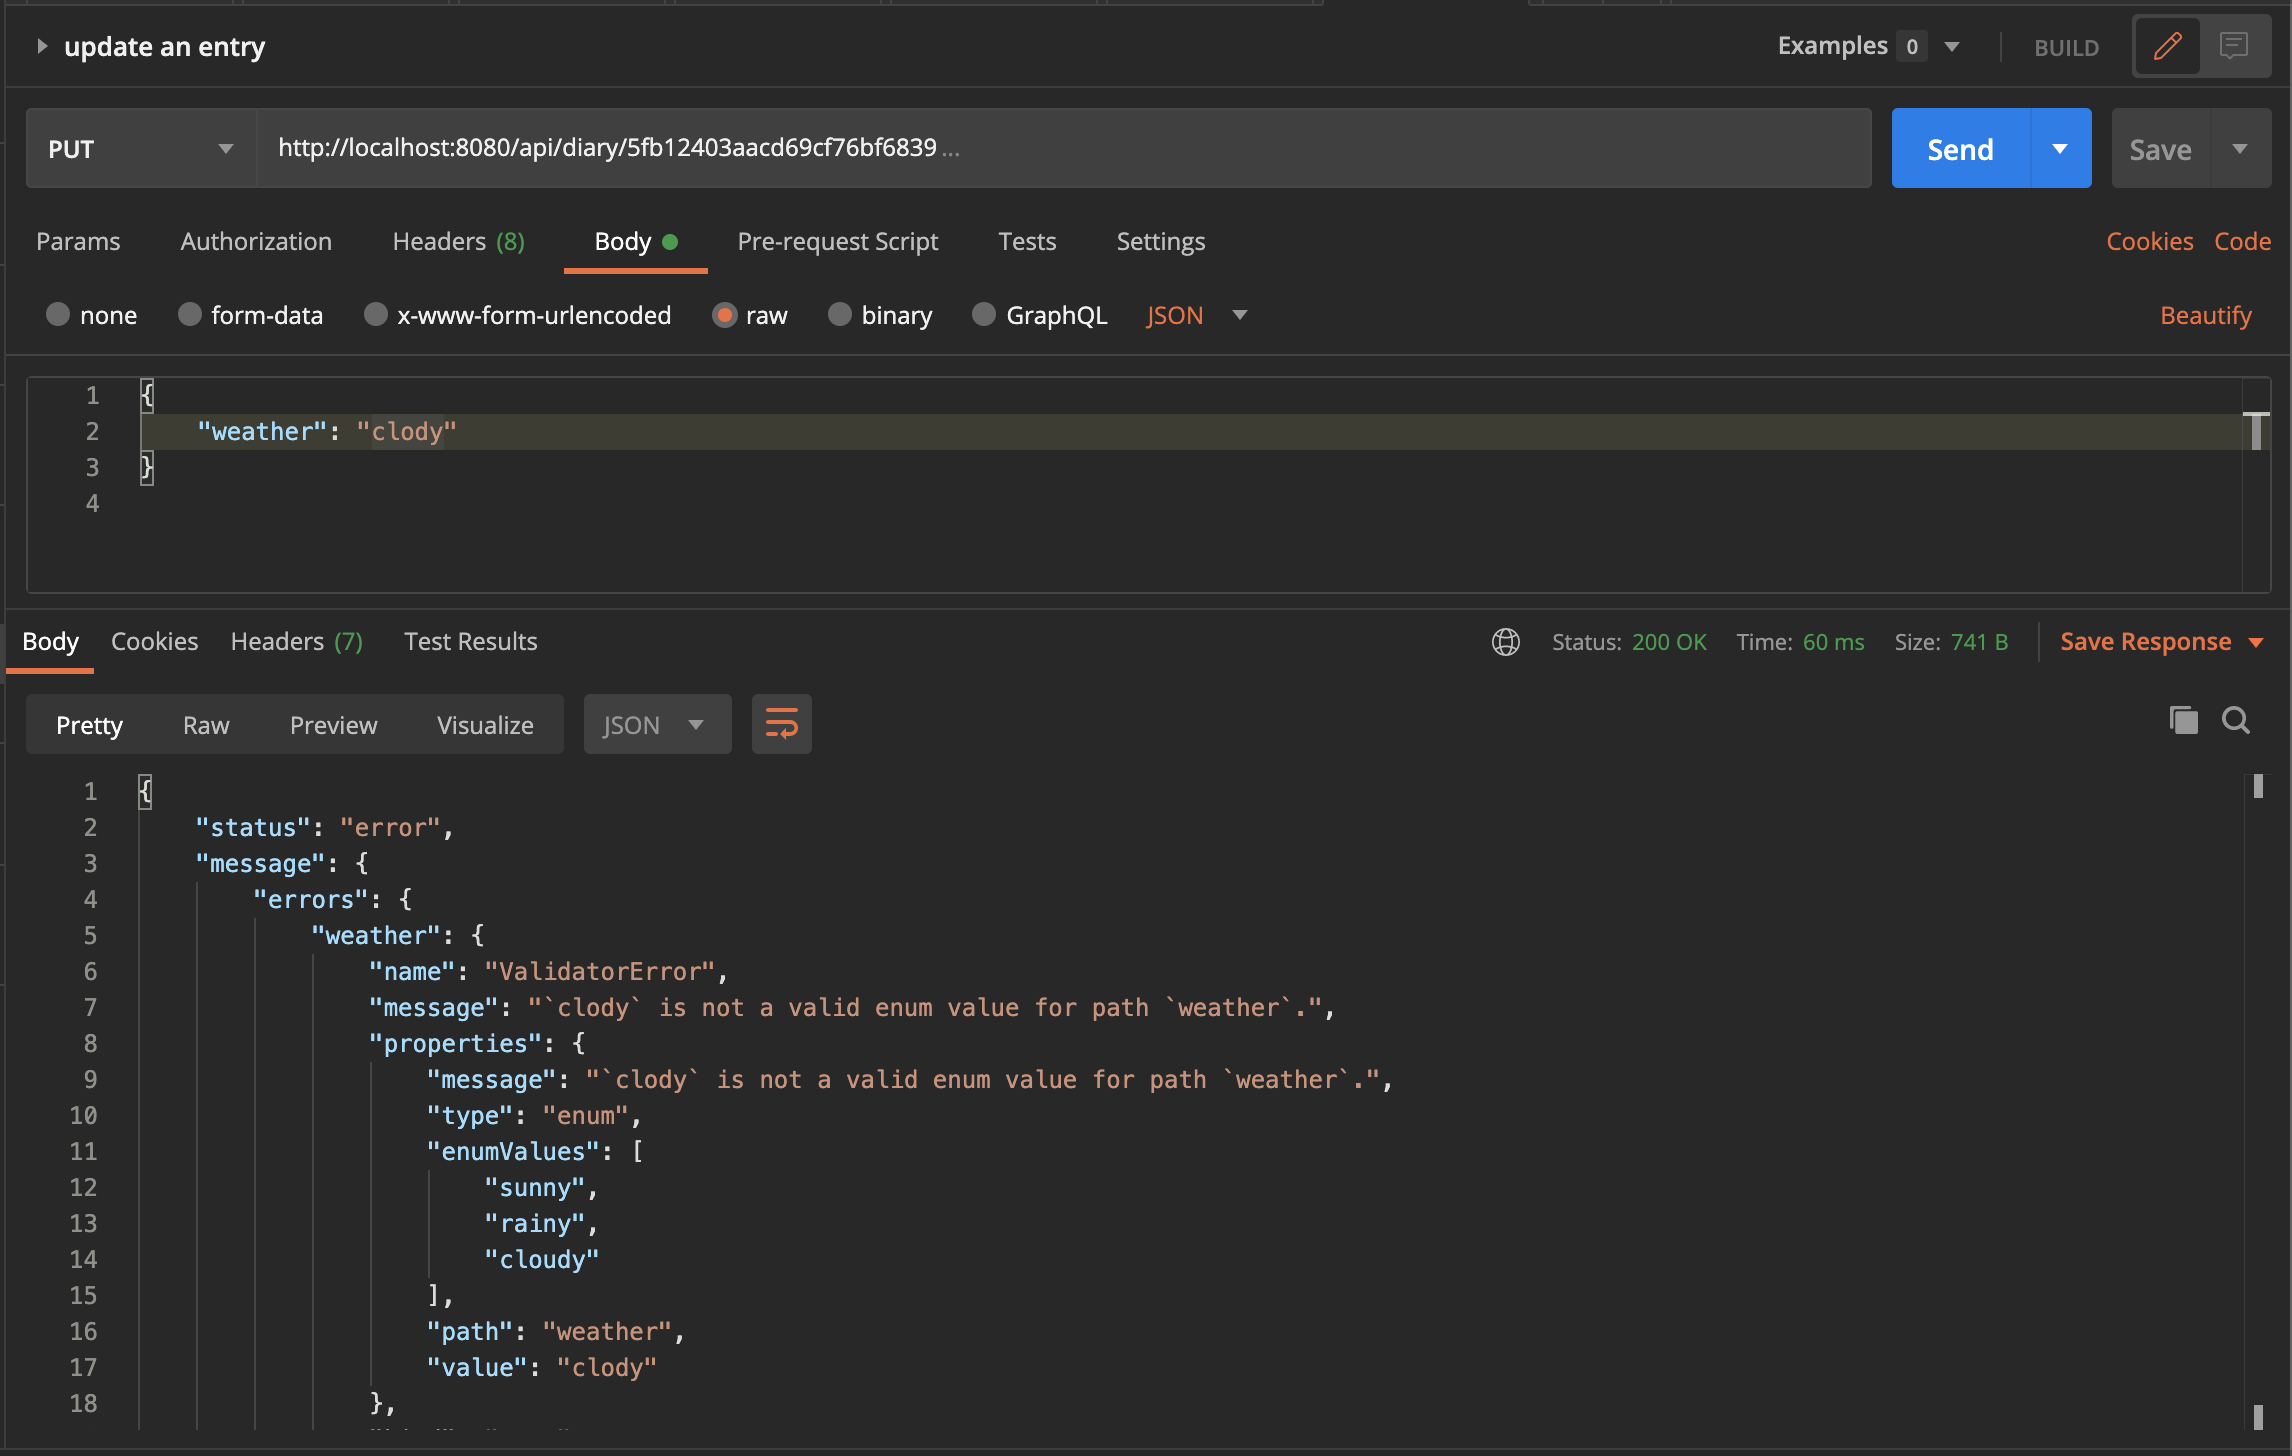 update an entry
Examples 0
BUILD
PUT
http://localhost:8080/api/diary/5fb12403aacd69cf76bf6839 ...
Send
Save
Params Authorization Headers (8) Body Pre-request Script Tests Settings Cookies Code
none form-data x-www-form-urlencoded raw binary GraphQL JSON Beautify
1 {
2 "weather": "clody"
3 }
4
Body Cookies Headers (7) Test Results Status: 200 OK Time: 60 ms Size: 741 B Save Response
Pretty Raw Preview Visualize JSON
1 {
2 "status": "error",
3 "message": {
4 "errors": {
5 "weather": {
6 "name": "ValidatorError",
7 "message": "`clody` is not a valid enum value for path `weather`.",
8 "properties": {
9 "message": "`clody` is not a valid enum value for path `weather`.",
10 "type": "enum",
11 "enumValues": [
12 "sunny",
13 "rainy",
14 "cloudy"
15 ],
16 "path": "weather",
17 "value": "clody"
18 },